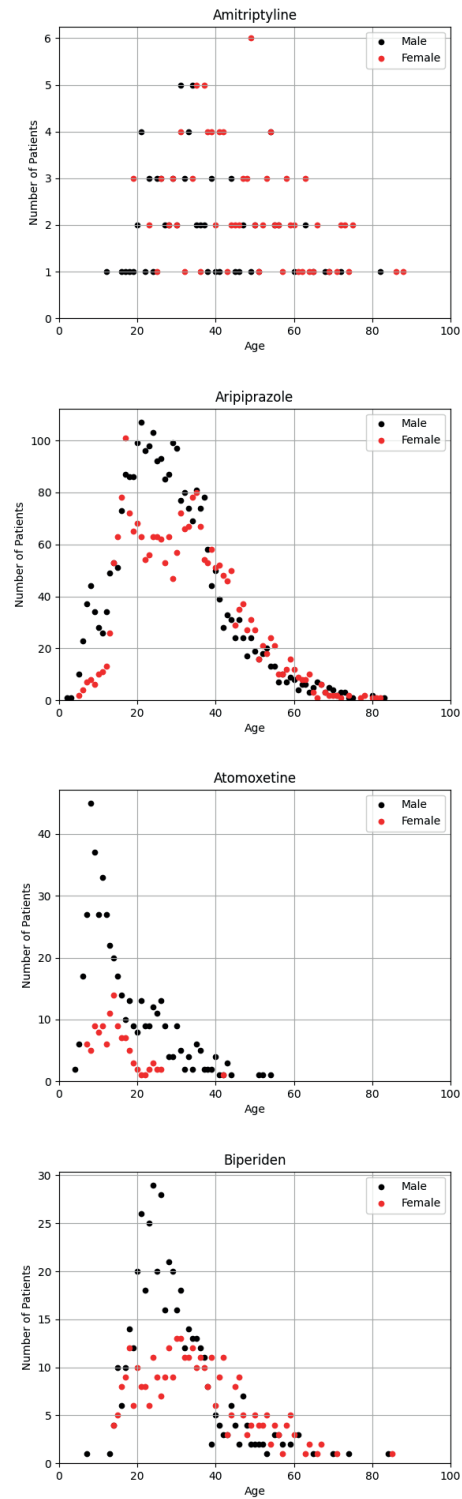 Amitriptyline
6
5
4
3
2
1
0
Number of Patients
Male
Female
0 20 40 60 80 100
Age
Aripiprazole
100
80
60
40
20
0
Number of Patients
Male
Female
0 20 40 60 80 100
Age
Atomoxetine
40
30
20
10
0
Number of Patients
Male
Female
0 20 40 60 80 100
Age
Biperiden
30
25
20
15
10
5
0
Number of Patients
Male
Female
0 20 40 60 80 100
Age